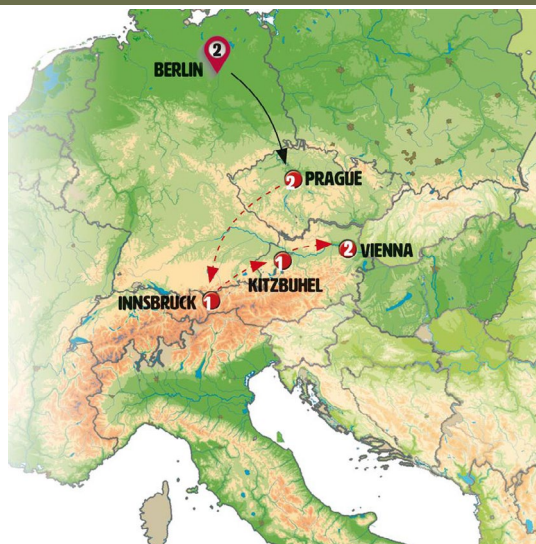 2
BERLIN
2 PRAGUE
2 VIENNA
1
KITZBUHEL
INNSBRUCK 1